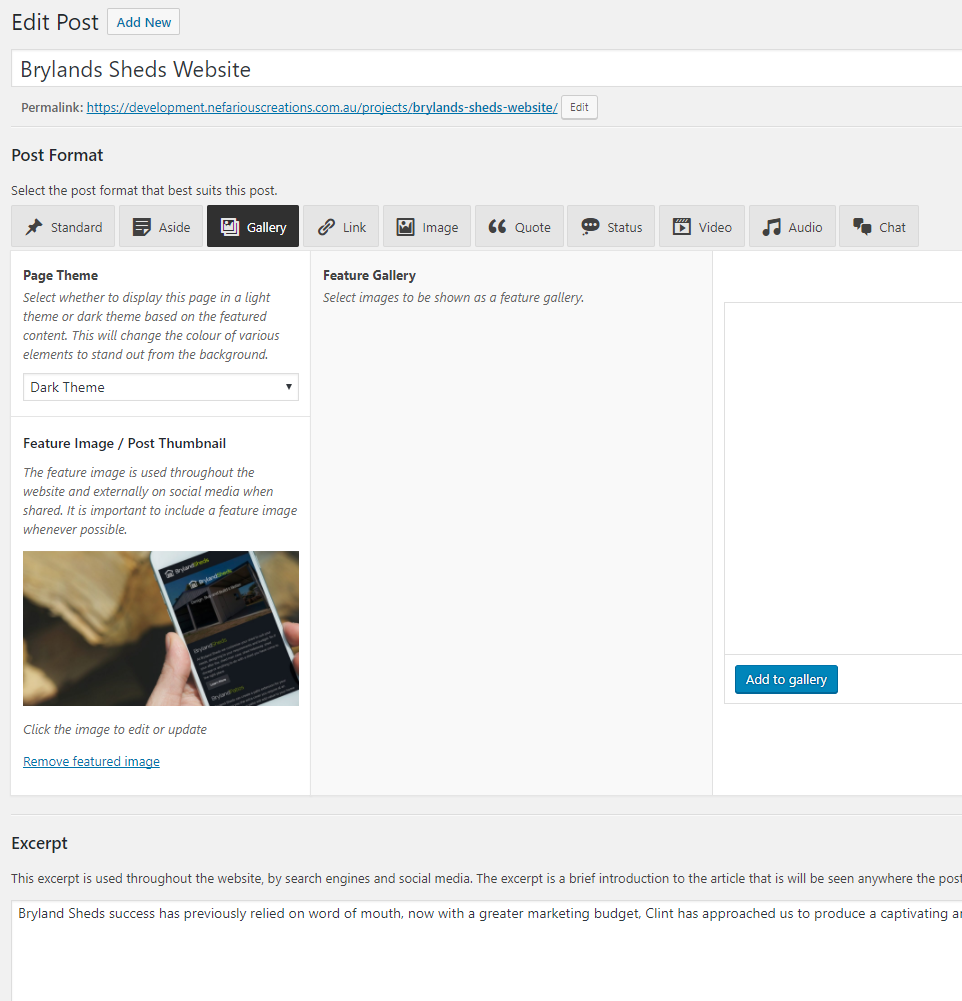 Edit Post Add New
Brylands Sheds Website
Permalink: https://development.nefariouscreations.com.au/projects/brylands-sheds-website/ Edit
Post Format
Select the post format that best suits this post.
Standard Aside Gallery Link Image Quote Status Video Audio Chat
Page Theme
Select whether to display this page in a light
theme or dark theme based on the featured
content. This will change the colour of various
elements to stand out from the background.
Dark Theme
Feature Image / Post Thumbnail
The feature image is used throughout the
website and externally on social media when
shared. It is important to include a feature image
whenever possible.
BrylandSheds
BrylandSheds
BrylandSheds
Click the image to edit or update
Remove featured image
Feature Gallery
Select images to be shown as a feature gallery.
Add to gallery
Excerpt
This excerpt is used throughout the website, by search engines and social media. The excerpt is a brief introduction to the article that is will be seen anywhere the post
Bryland Sheds success has previously relied on word of mouth, now with a greater marketing budget, Clint has approached us to produce a captivating